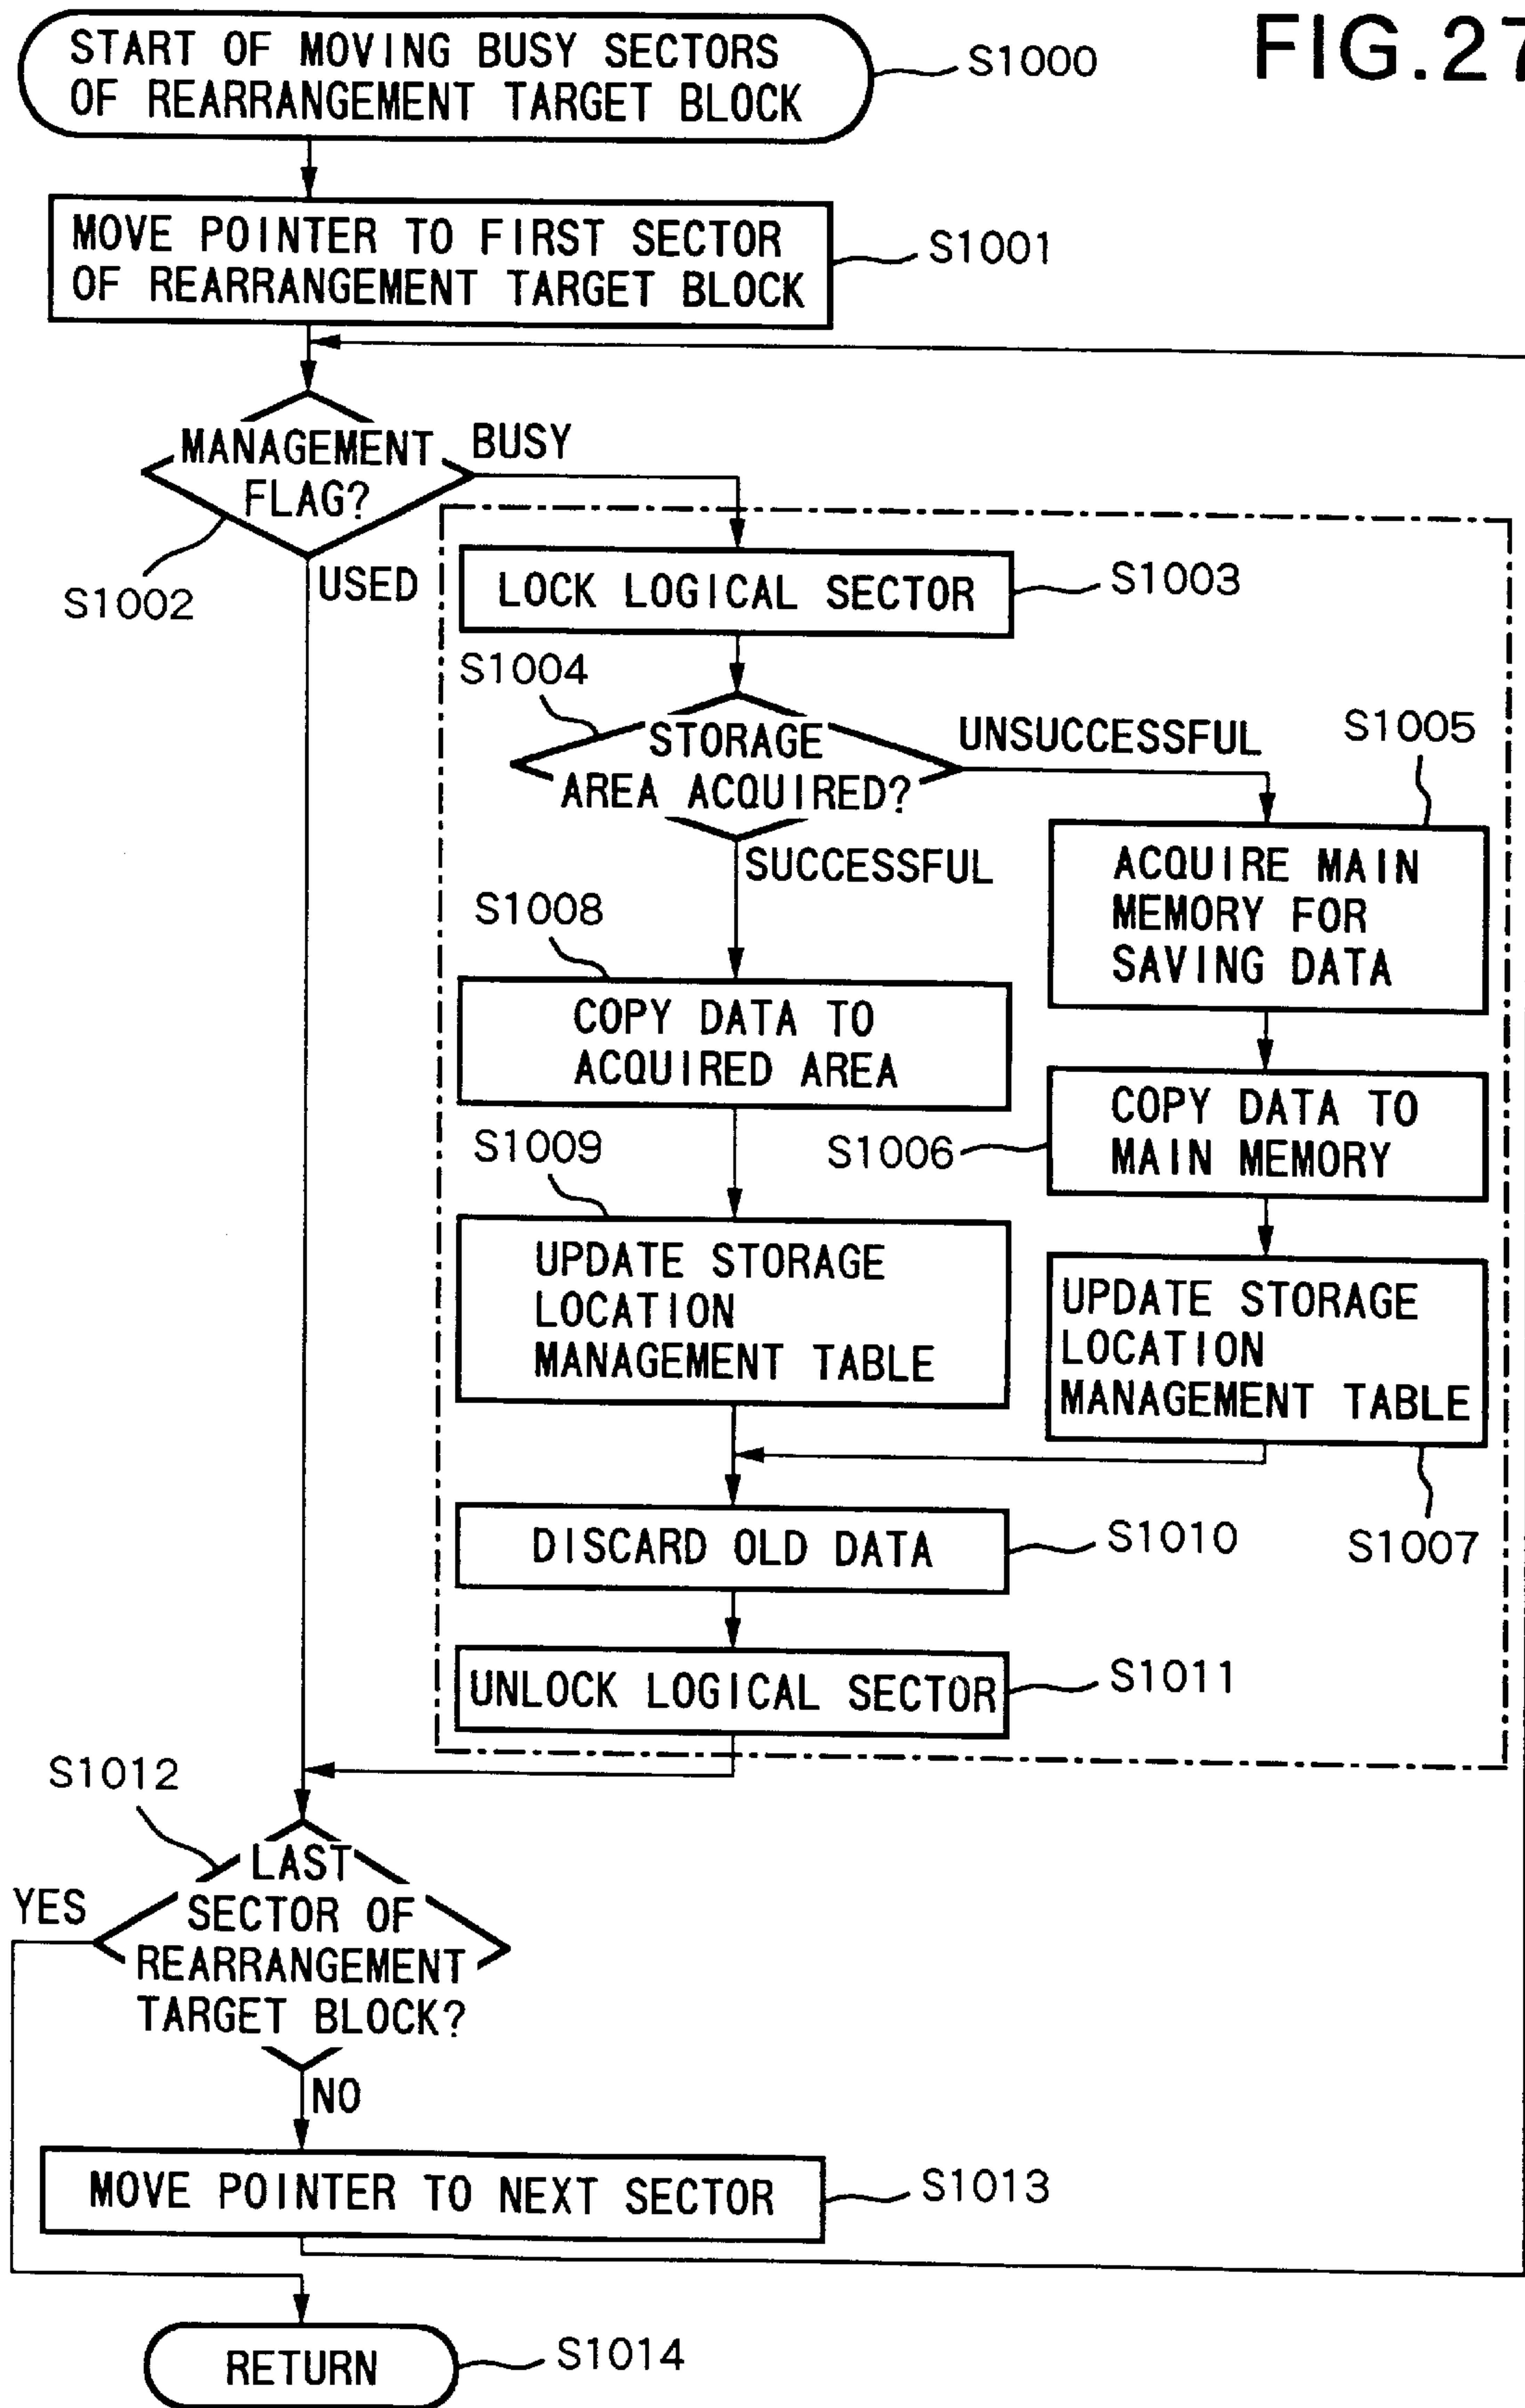 FIG.27
START OF MOVING BUSY SECTORS
OF REARRANGEMENT TARGET BLOCK
S1000
MOVE POINTER TO FIRST SECTOR
OF REARRANGEMENT TARGET BLOCK
S1001
MANAGEMENT
FLAG?
BUSY
USED
S1002
LOCK LOGICAL SECTOR
S1003
S1004
STORAGE
AREA ACQUIRED?
UNSUCCESSFUL
SUCCESSFUL
S1005
ACQUIRE MAIN
MEMORY FOR
SAVING DATA
S1008
COPY DATA TO
ACQUIRED AREA
S1006
COPY DATA TO
MAIN MEMORY
S1009
UPDATE STORAGE
LOCATION
MANAGEMENT TABLE
UPDATE STORAGE
LOCATION
MANAGEMENT TABLE
S1007
DISCARD OLD DATA
S1010
UNLOCK LOGICAL SECTOR
S1011
S1012
LAST
SECTOR OF
REARRANGEMENT
TARGET BLOCK?
YES
NO
MOVE POINTER TO NEXT SECTOR
S1013
RETURN
S1014